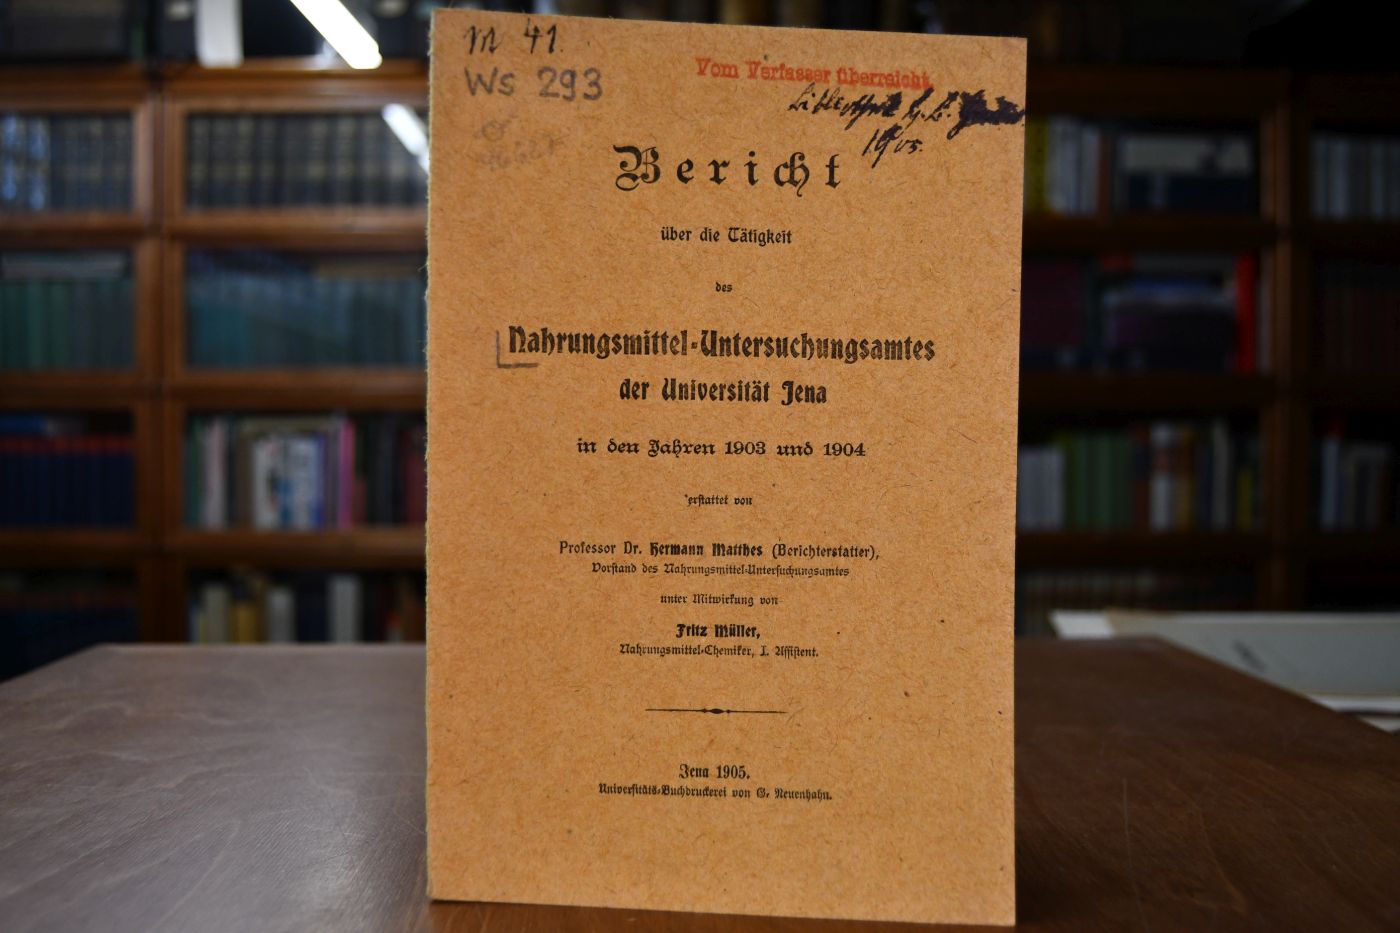 M 41.
Ws 293
Vom Verfasser überreicht.
1905.
Bericht
über die Tätigkeit
des
Nahrungsmittel-Untersuchungsamtes
der Universität Jena
in den Jahren 1903 und 1904
erstattet von
Professor Dr. Hermann Matthes (Berichterstatter),
Vorstand des Nahrungsmittel-Untersuchungsamtes
unter Mitwirkung von
Fritz Müller,
Nahrungsmittel-Chemiker, I. Assistent.
Jena 1905.
Universitäts-Buchdruckerei von G. Neuenhahn.